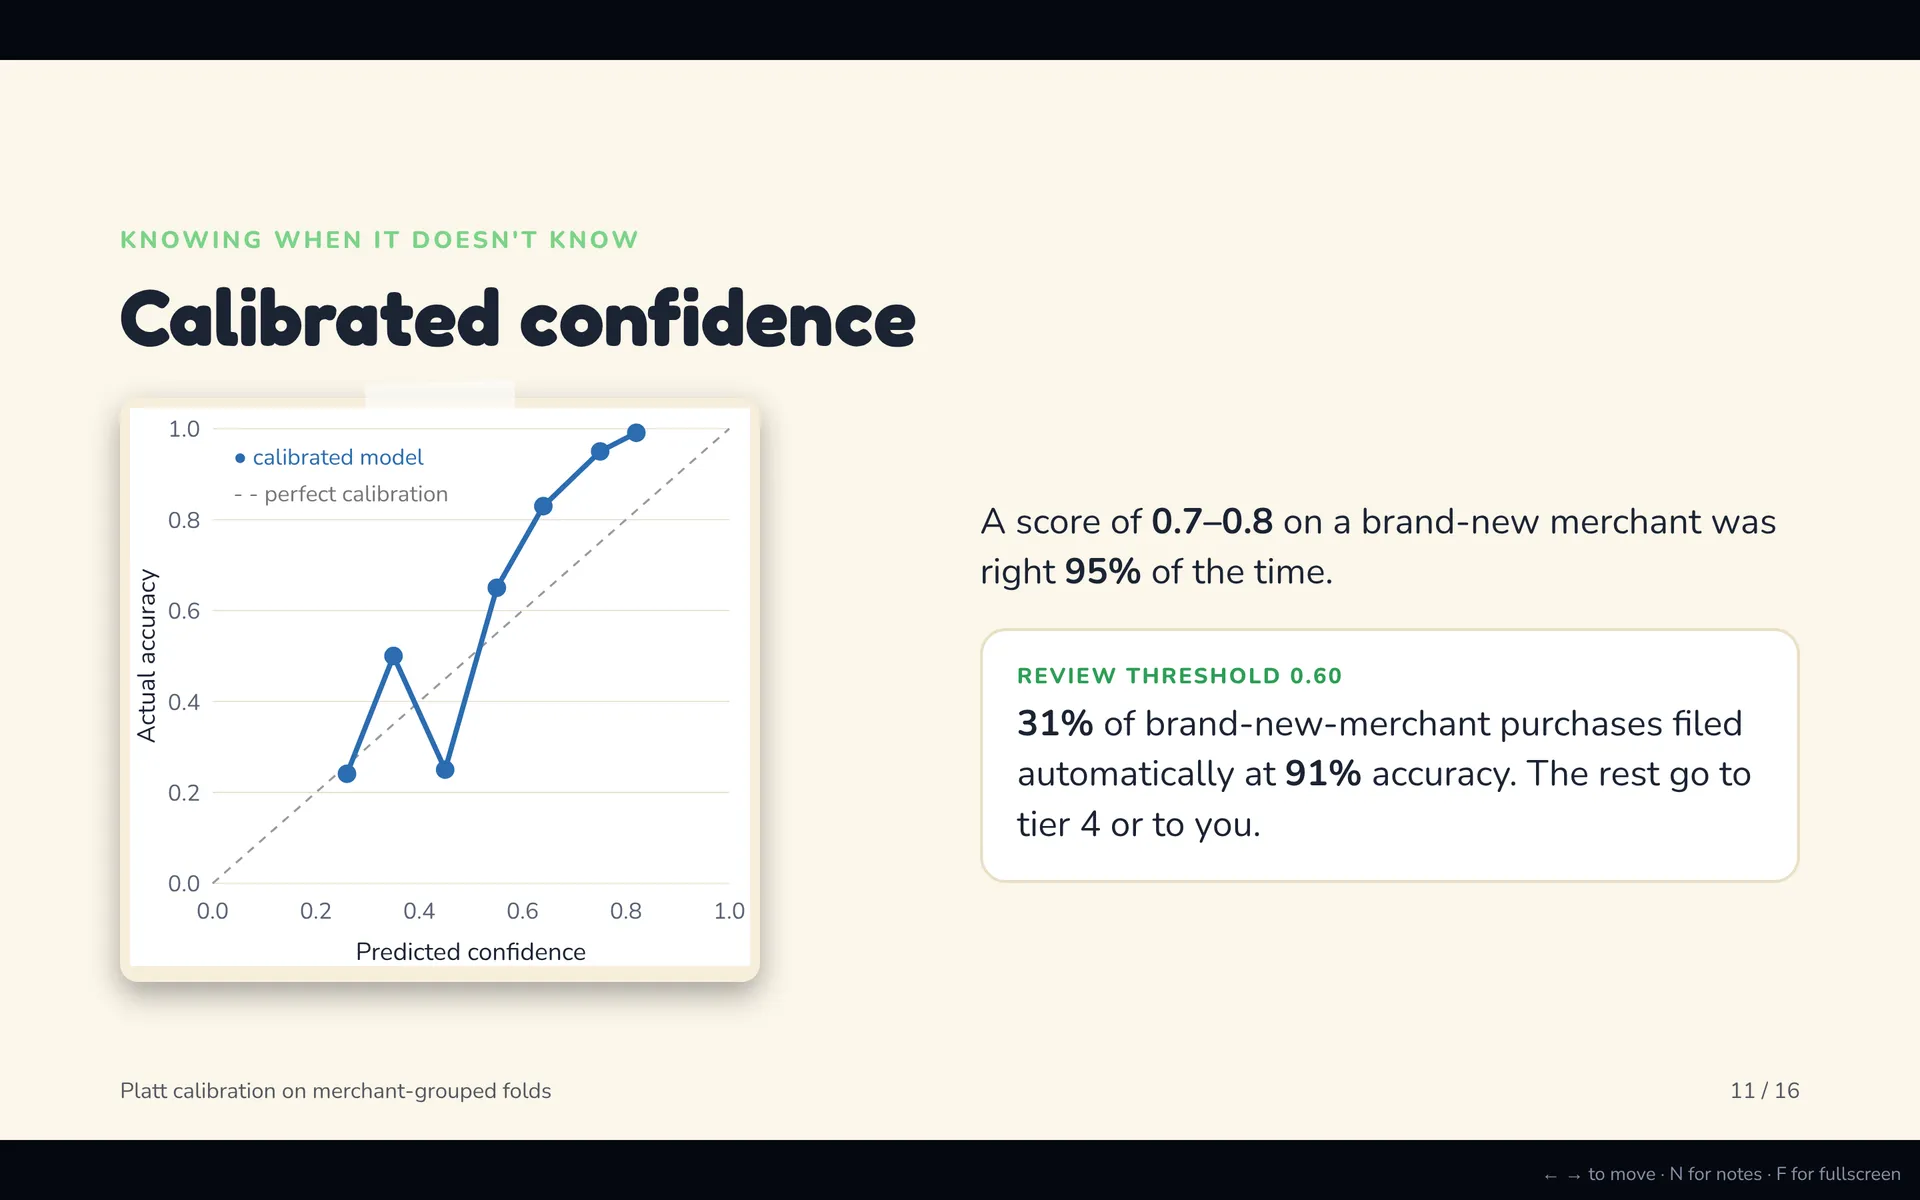 KNOWING WHEN IT DOESN'T KNOW
Calibrated confidence
1.0
● calibrated model
- - perfect calibration
0.8
0.6
0.4
0.2
0.0
Actual accuracy
0.0 0.2 0.4 0.6 0.8 1.0
Predicted confidence
A score of 0.7–0.8 on a brand-new merchant was
right 95% of the time.
REVIEW THRESHOLD 0.60
31% of brand-new-merchant purchases filed
automatically at 91% accuracy. The rest go to
tier 4 or to you.
Platt calibration on merchant-grouped folds
11 / 16
← → to move · N for notes · F for fullscreen